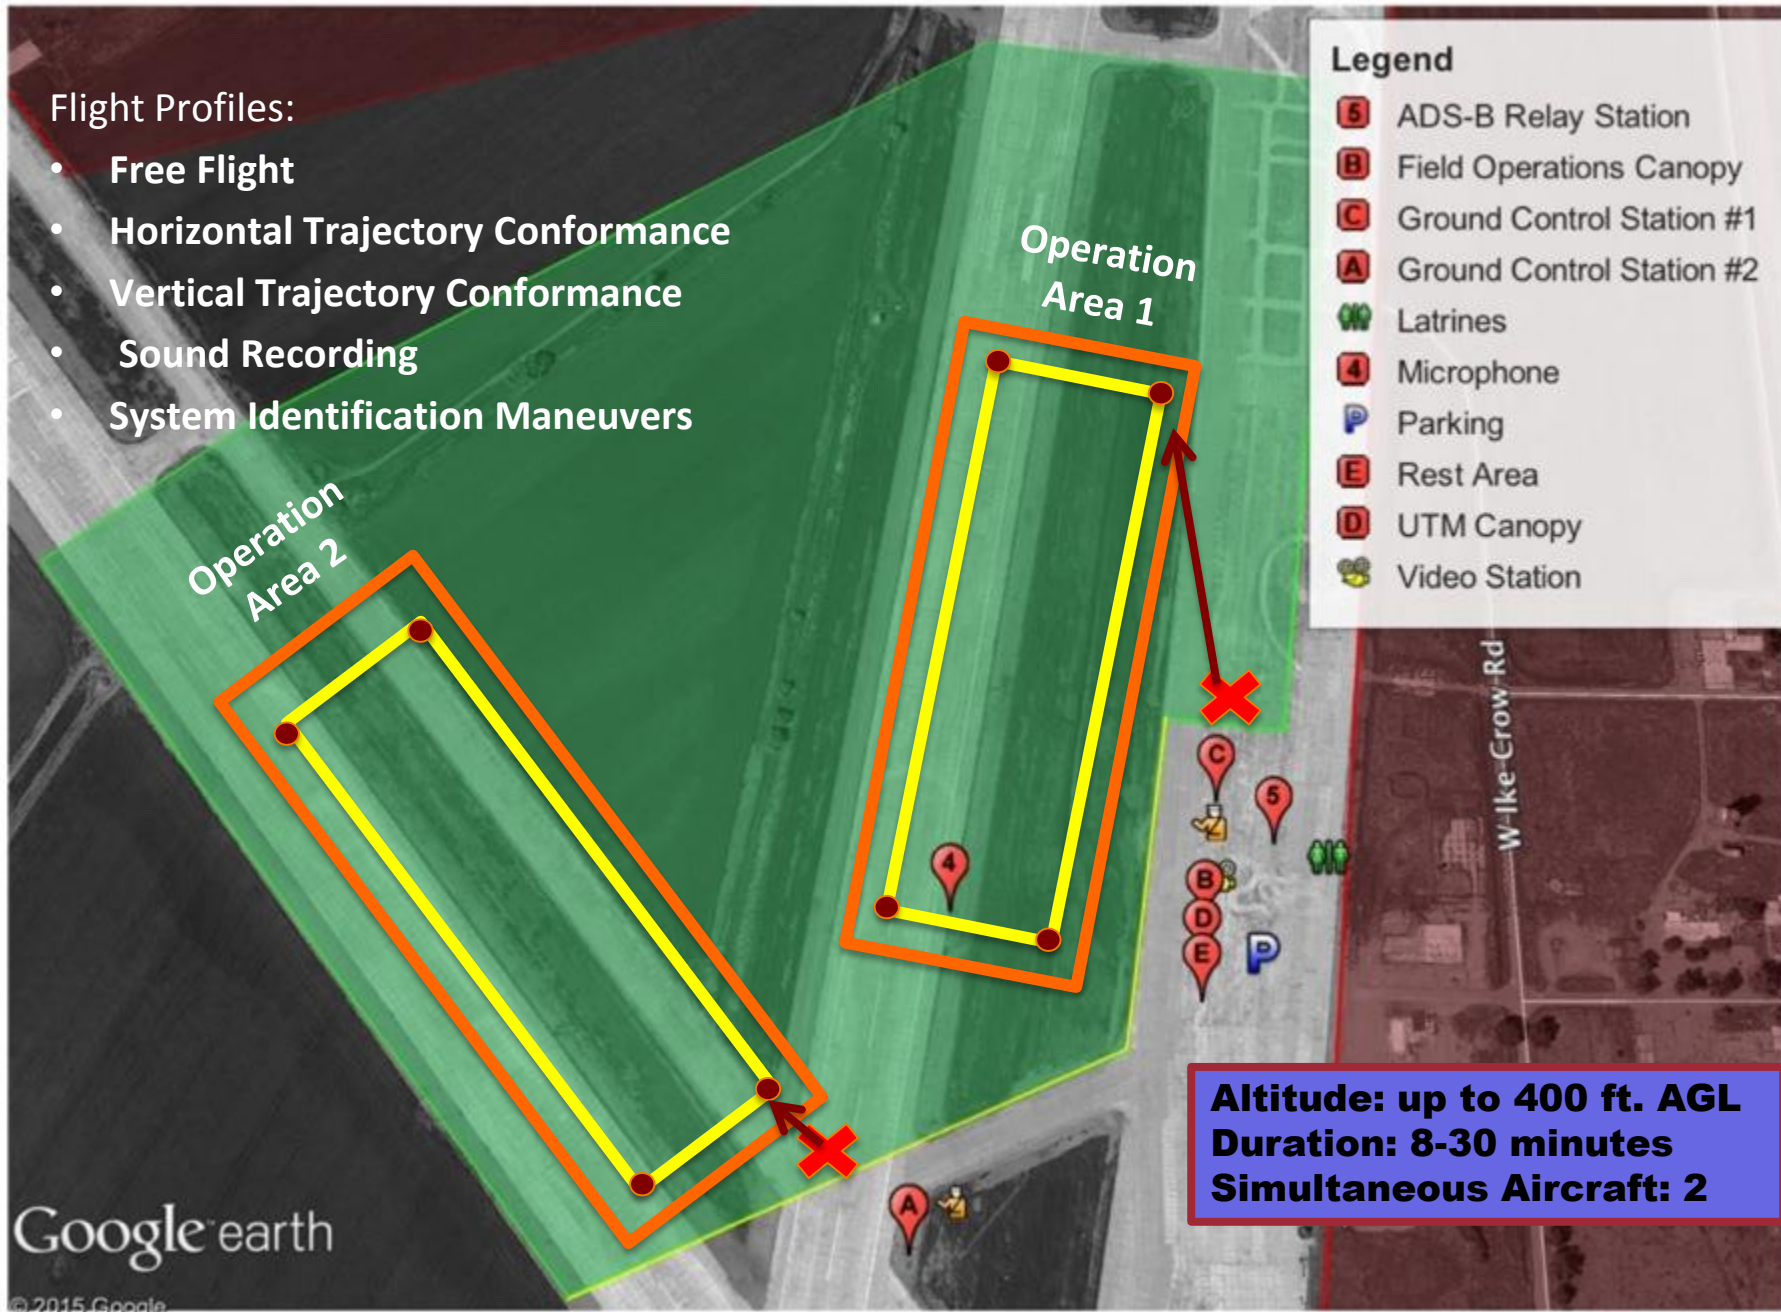 Flight Profiles:
• Free Flight
• Horizontal Trajectory Conformance
• Vertical Trajectory Conformance
• Sound Recording
• System Identification Maneuvers
Operation
Area 1
Operation
Area 2
Legend
5 ADS-B Relay Station
B Field Operations Canopy
C Ground Control Station #1
A Ground Control Station #2
Latrines
4 Microphone
P Parking
E Rest Area
D UTM Canopy
Video Station
W Ike Crow Rd
C
5
4
B
D
E
P
A
Altitude: up to 400 ft. AGL
Duration: 8-30 minutes
Simultaneous Aircraft: 2
Google earth
© 2015 Google